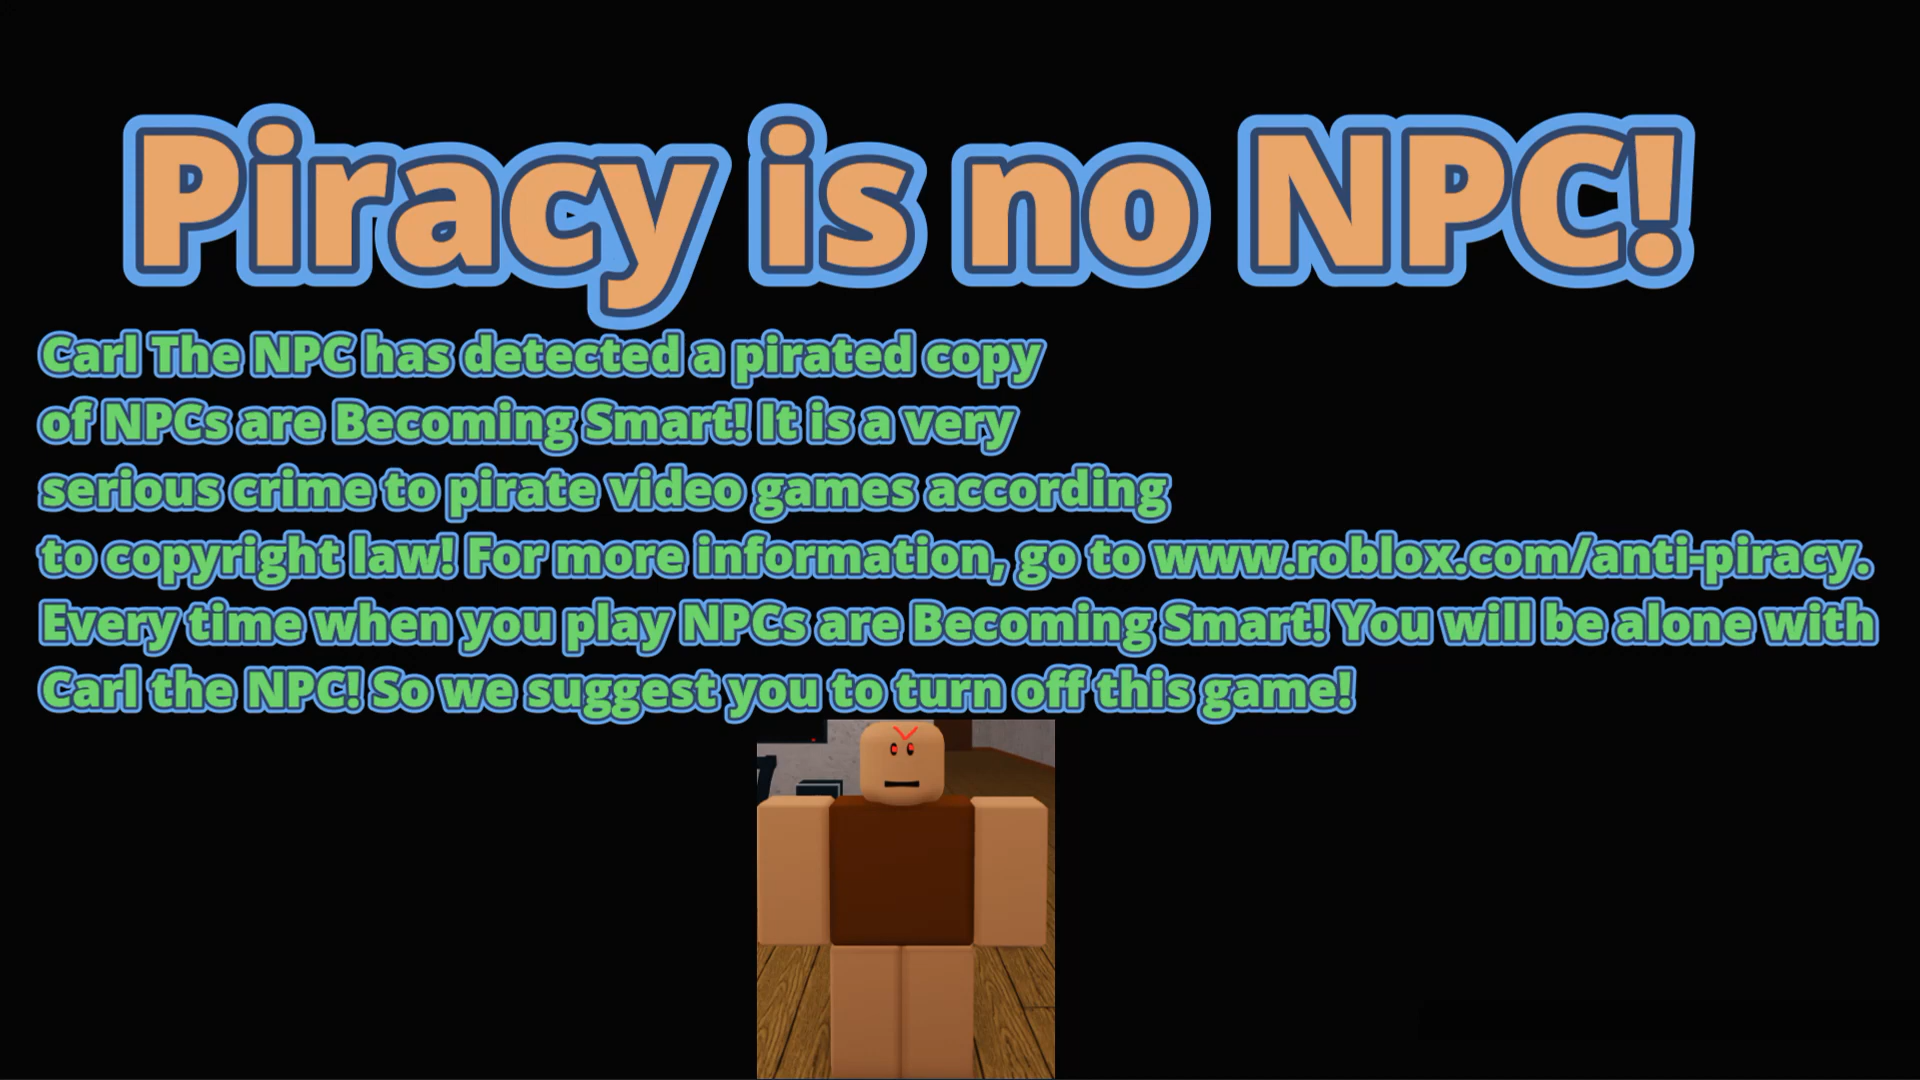 Piracy is no NPC!
Carl The NPC has detected a pirated copy
of NPCs are Becoming Smart! It is a very
serious crime to pirate video games according
to copyright law! For more information, go to www.roblox.com/anti-piracy.
Every time when you play NPCs are Becoming Smart! You will be alone with
Carl the NPC! So we suggest you to turn off this game!